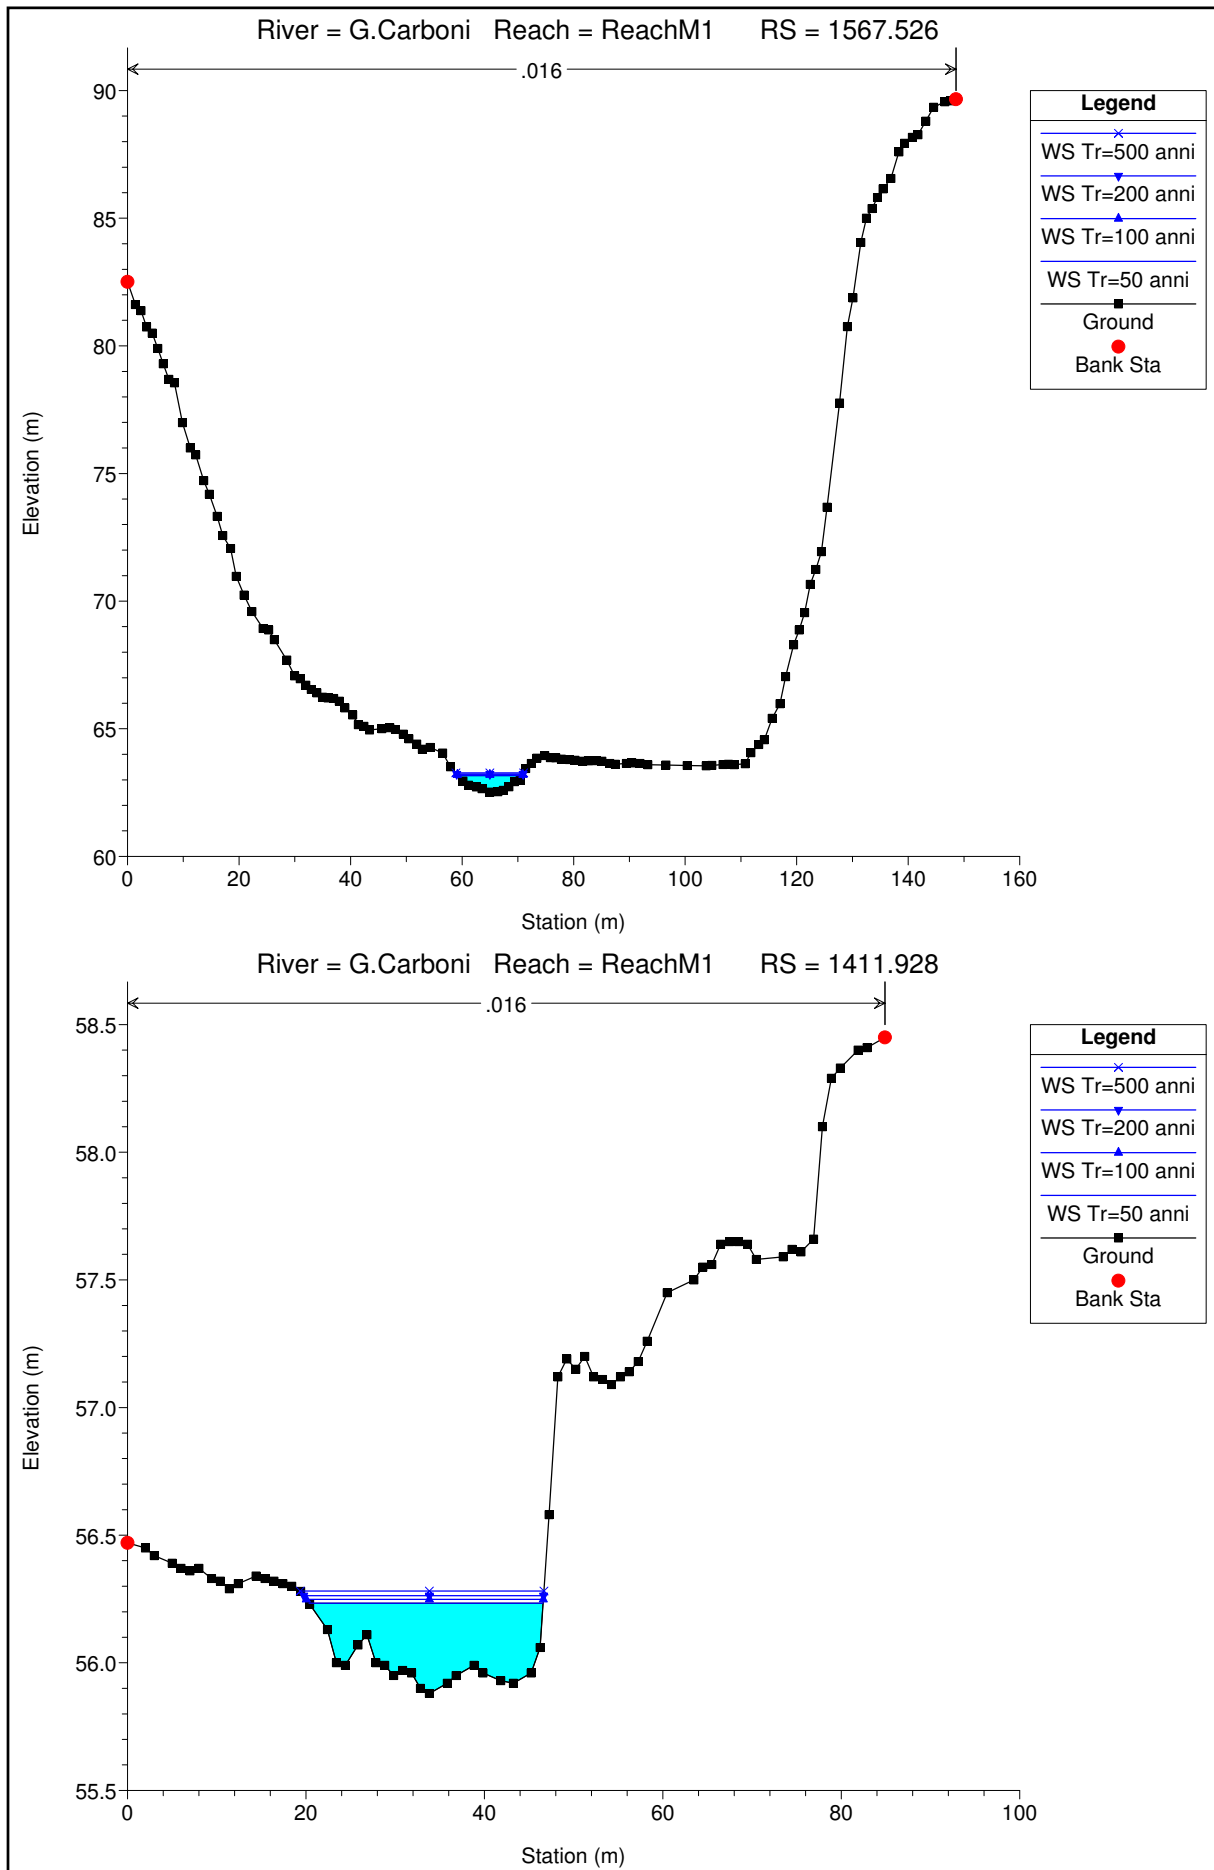 River = G.Carboni Reach = ReachM1 RS = 1567.526
.016
90
85
80
75
70
65
60
Elevation (m)
0 20 40 60 80 100 120 140 160
Station (m)
Legend
WS Tr=500 anni
WS Tr=200 anni
WS Tr=100 anni
WS Tr=50 anni
Ground
Bank Sta
River = G.Carboni Reach = ReachM1 RS = 1411.928
.016
58.5
58.0
57.5
57.0
56.5
56.0
55.5
Elevation (m)
0 20 40 60 80 100
Station (m)
Legend
WS Tr=500 anni
WS Tr=200 anni
WS Tr=100 anni
WS Tr=50 anni
Ground
Bank Sta